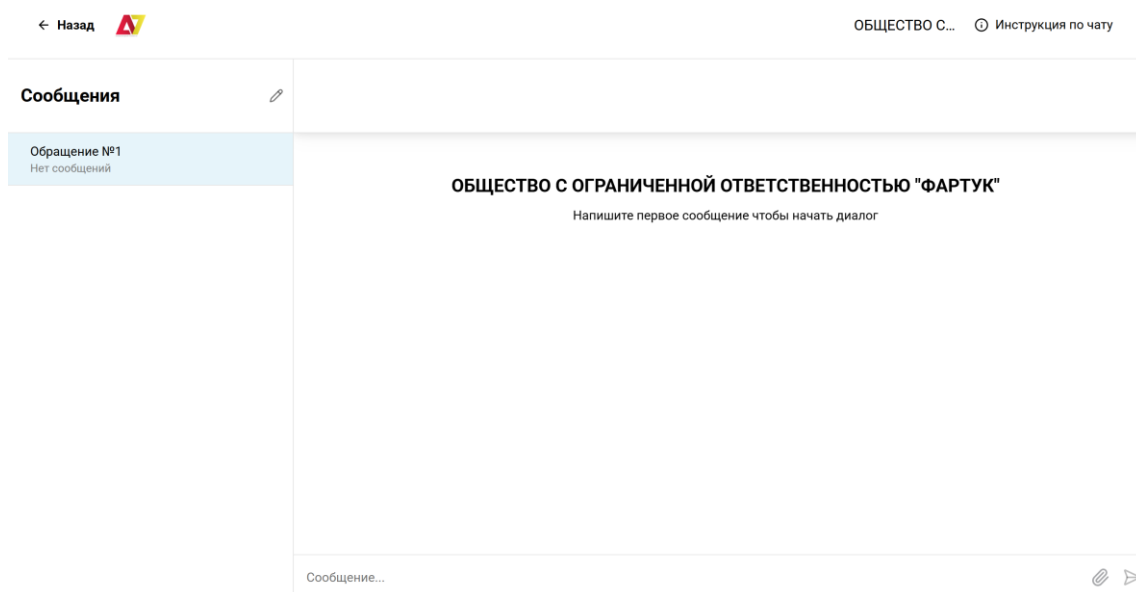 ← Назад A7 ОБЩЕСТВО С... Инструкция по чату
Сообщения
Обращение №1
Нет сообщений
ОБЩЕСТВО С ОГРАНИЧЕННОЙ ОТВЕТСТВЕННОСТЬЮ "ФАРТУК"
Напишите первое сообщение чтобы начать диалог
Сообщение...